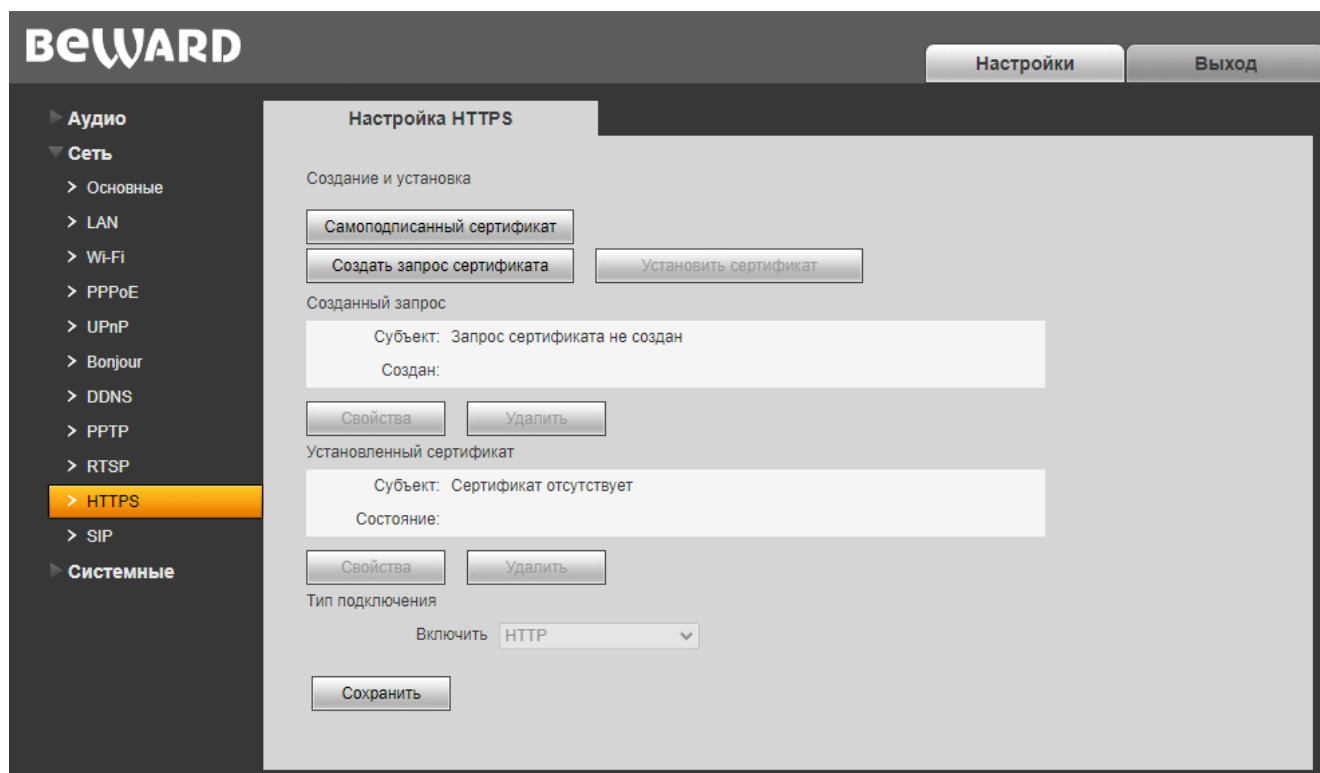 BEWARD
Настройки
Выход
Аудио
Сеть
Основные
LAN
Wi-Fi
PPPoE
UPnP
Bonjour
DDNS
PPTP
RTSP
HTTPS
SIP
Системные
Настройка HTTPS
Создание и установка
Самоподписанный сертификат
Создать запрос сертификата Установить сертификат
Созданный запрос
Субъект: Запрос сертификата не создан
Создан:
Свойства Удалить
Установленный сертификат
Субъект: Сертификат отсутствует
Состояние:
Свойства Удалить
Тип подключения
Включить HTTP
Сохранить